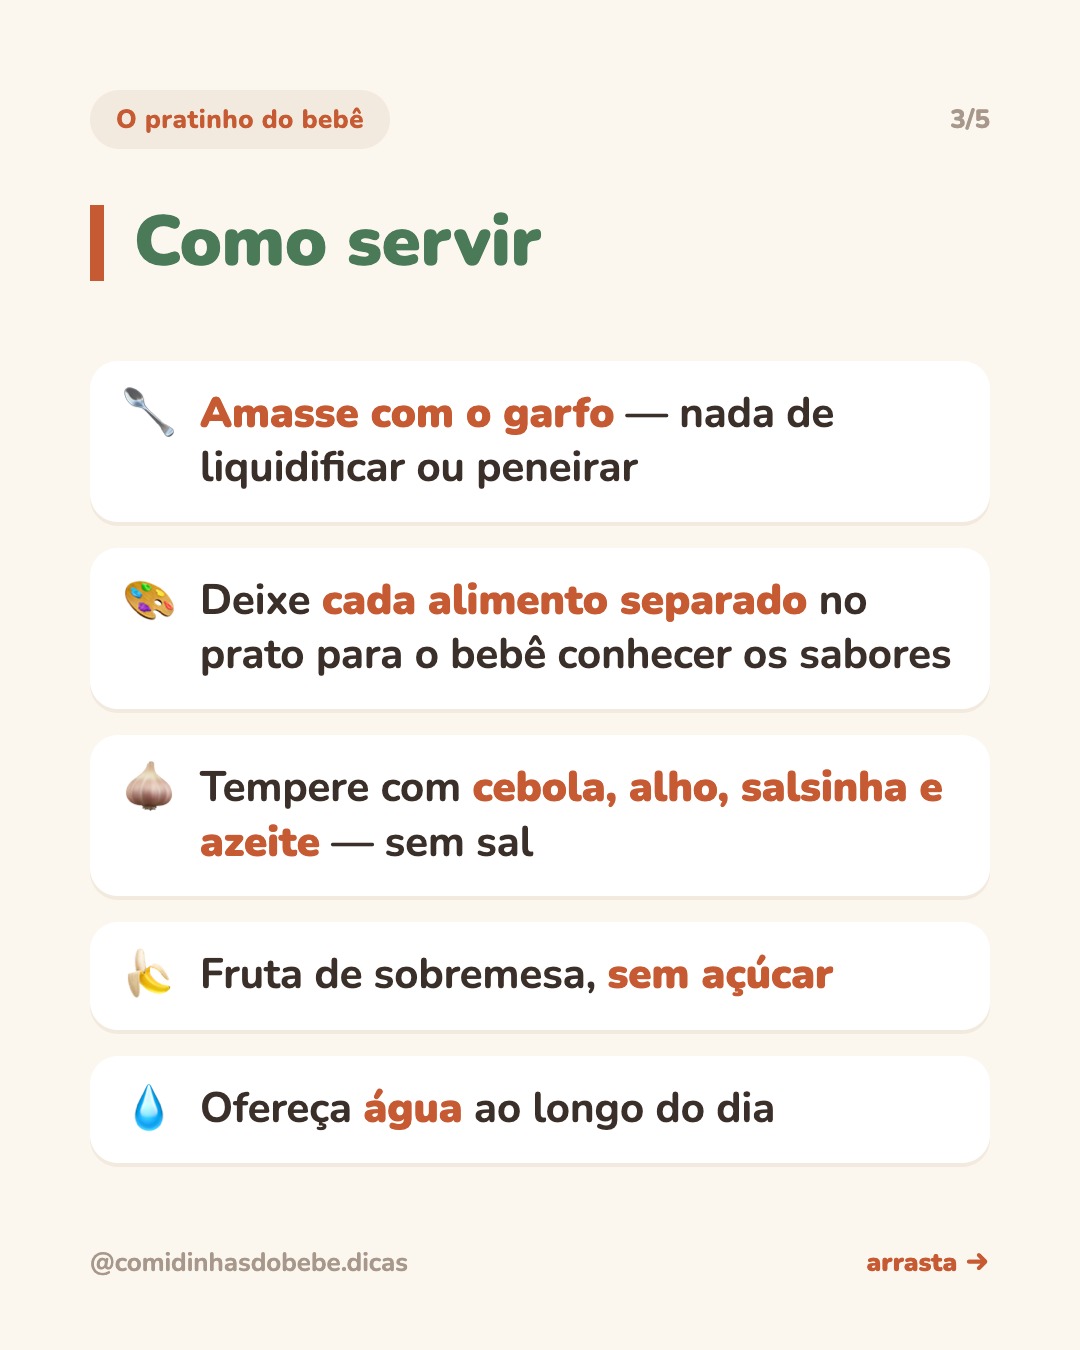 O pratinho do bebê
3/5
Como servir
Amasse com o garfo — nada de
liquidificar ou peneirar
Deixe cada alimento separado no
prato para o bebê conhecer os sabores
Tempere com cebola, alho, salsinha e
azeite — sem sal
Fruta de sobremesa, sem açúcar
Ofereça água ao longo do dia
@comidinhasdobebe.dicas
arrasta →